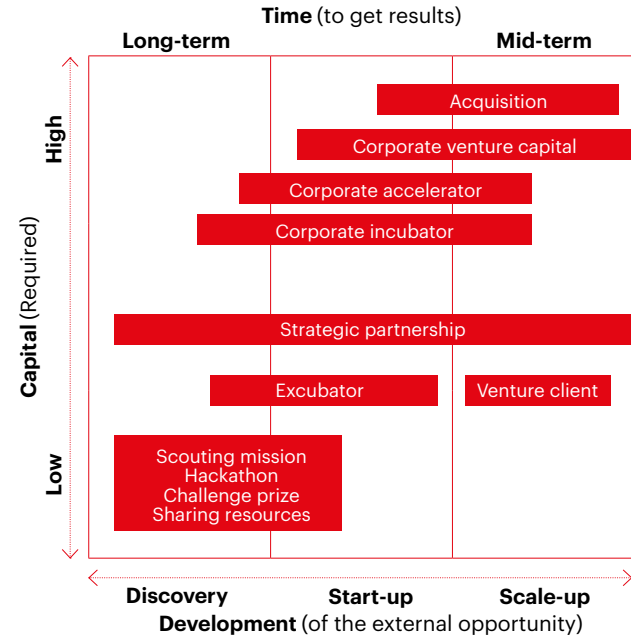 Time (to get results)
Long-term
Mid-term
High
Capital (Required)
Low
Acquisition
Corporate venture capital
Corporate accelerator
Corporate incubator
Strategic partnership
Excubator
Venture client
Scouting mission
Hackathon
Challenge prize
Sharing resources
Discovery
Start-up
Scale-up
Development (of the external opportunity)